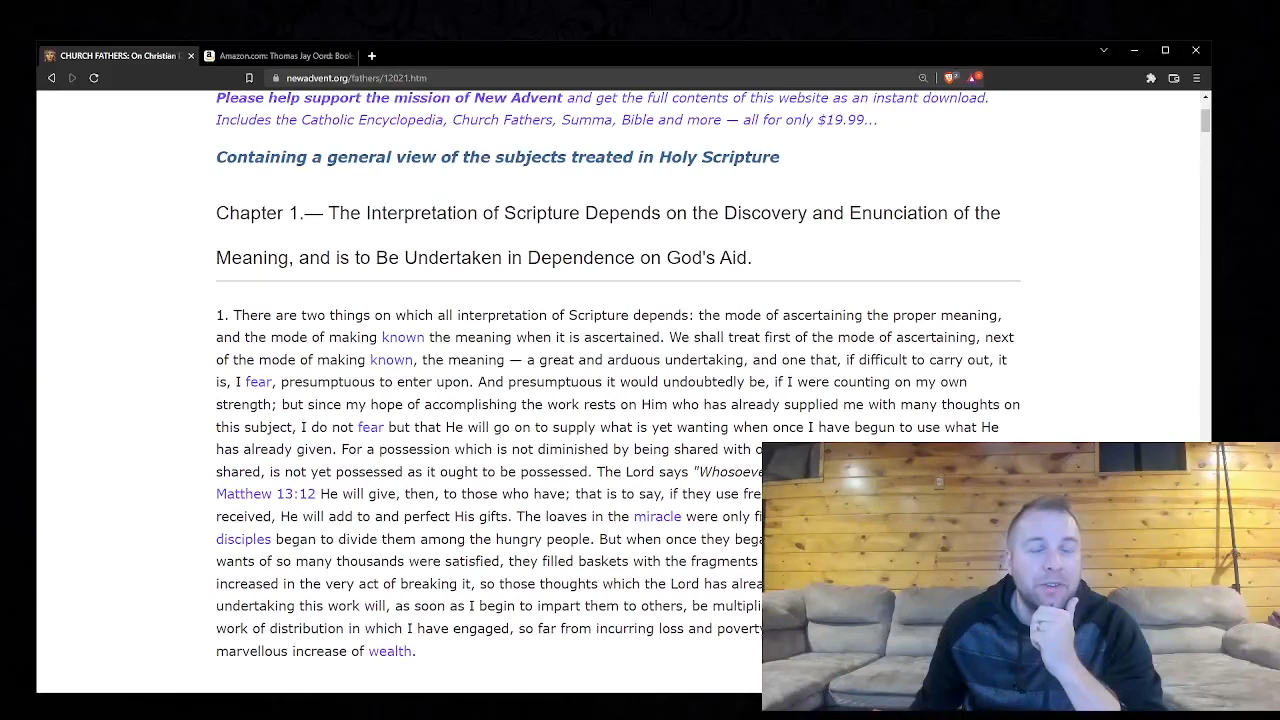 CHURCH FATHERS: On Christian
Amazon.com: Thomas Jay Oord: Book
newadvent.org/fathers/12021.htm
Please help support the mission of New Advent and get the full contents of this website as an instant download.
Includes the Catholic Encyclopedia, Church Fathers, Summa, Bible and more — all for only $19.99...
Containing a general view of the subjects treated in Holy Scripture
Chapter 1.— The Interpretation of Scripture Depends on the Discovery and Enunciation of the
Meaning, and is to Be Undertaken in Dependence on God's Aid.
1. There are two things on which all interpretation of Scripture depends: the mode of ascertaining the proper meaning,
and the mode of making known the meaning when it is ascertained. We shall treat first of the mode of ascertaining, next
of the mode of making known, the meaning — a great and arduous undertaking, and one that, if difficult to carry out, it
is, I fear, presumptuous to enter upon. And presumptuous it would undoubtedly be, if I were counting on my own
strength; but since my hope of accomplishing the work rests on Him who has already supplied me with many thoughts on
this subject, I do not fear but that He will go on to supply what is yet wanting when once I have begun to use what He
has already given. For a possession which is not diminished by being shared with o
shared, is not yet possessed as it ought to be possessed. The Lord says "Whosoeve
Matthew 13:12 He will give, then, to those who have; that is to say, if they use fre
received, He will add to and perfect His gifts. The loaves in the miracle were only fi
disciples began to divide them among the hungry people. But when once they bega
wants of so many thousands were satisfied, they filled baskets with the fragments
increased in the very act of breaking it, so those thoughts which the Lord has alrea
undertaking this work will, as soon as I begin to impart them to others, be multipli
work of distribution in which I have engaged, so far from incurring loss and povert
marvellous increase of wealth.